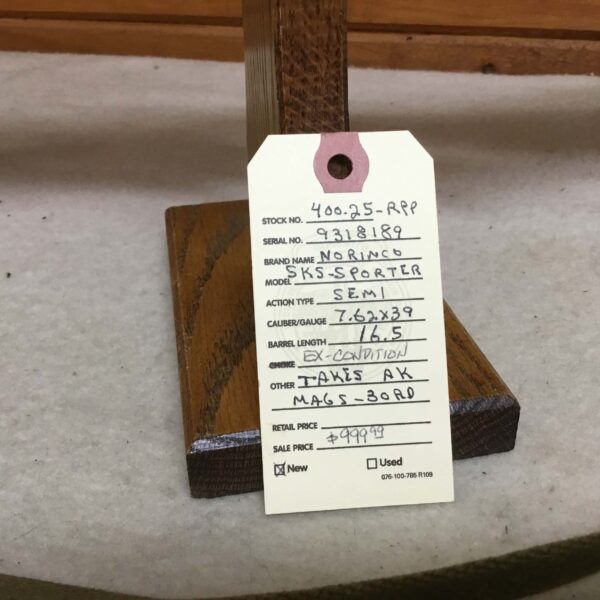 STOCK NO. 400.25-RPP
SERIAL NO. 9318189
BRAND NAME NORINCO
MODEL SKS-SPORTER
ACTION TYPE SEMI
CALIBER/GAUGE 7.62x39
BARREL LENGTH 16.5
CHOKE EX-CONDITION
OTHER TAKES AK
MAGS-30RD
RETAIL PRICE
SALE PRICE $999.99
New Used
076-100-786 R109